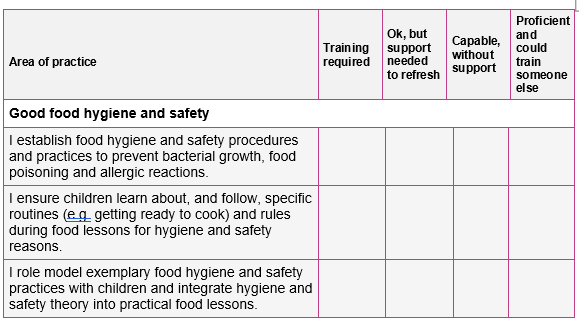 Area of practice
Training
required
Ok, but
support
needed
to refresh
Capable,
without
support
Proficient
and
could
train
someone
else
Good food hygiene and safety
I establish food hygiene and safety procedures
and practices to prevent bacterial growth, food
poisoning and allergic reactions.
I ensure children learn about, and follow, specific
routines (e.g. getting ready to cook) and rules
during food lessons for hygiene and safety
reasons.
I role model exemplary food hygiene and safety
practices with children and integrate hygiene and
safety theory into practical food lessons.